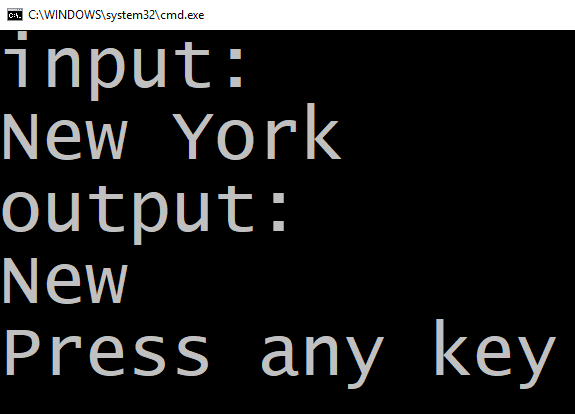 C:\WINDOWS\system32\cmd.exe
input:
New York
output:
New
Press any key